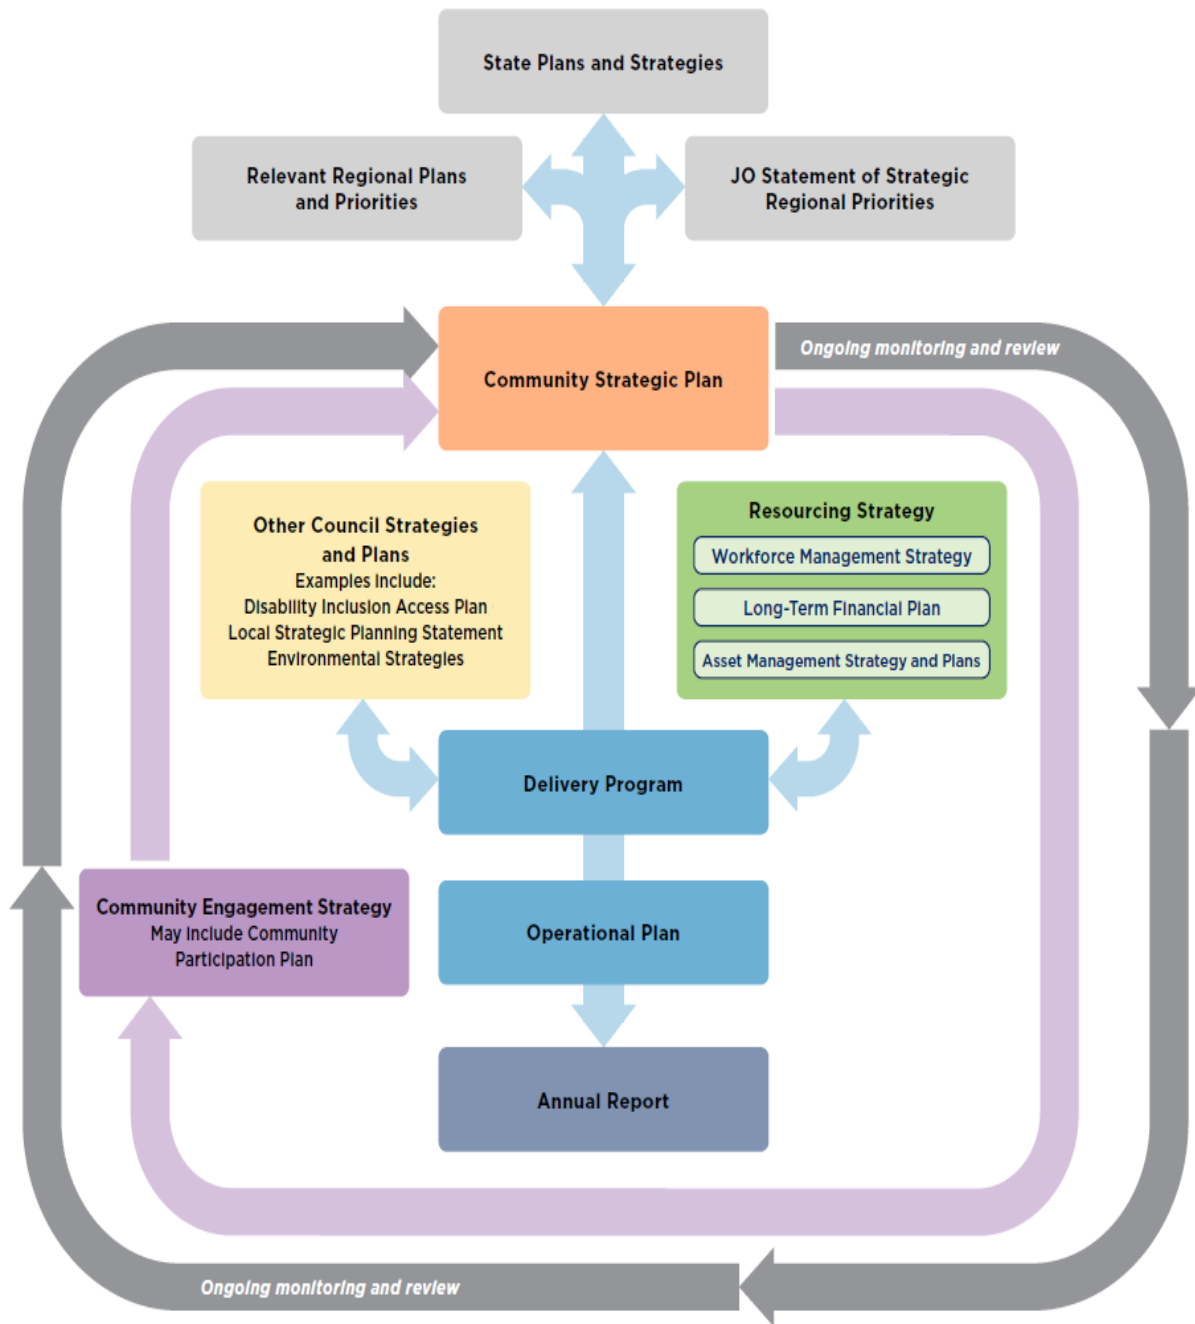 State Plans and Strategies
Relevant Regional Plans
and Priorities
JO Statement of Strategic
Regional Priorities
Community Strategic Plan
Ongoing monitoring and review
Other Council Strategies
and Plans
Examples Include:
Disability Inclusion Access Plan
Local Strategic Planning Statement
Environmental Strategies
Resourcing Strategy
Workforce Management Strategy
Long-Term Financial Plan
Asset Management Strategy and Plans
Delivery Program
Community Engagement Strategy
May Include Community
Participation Plan
Operational Plan
Annual Report
Ongoing monitoring and review